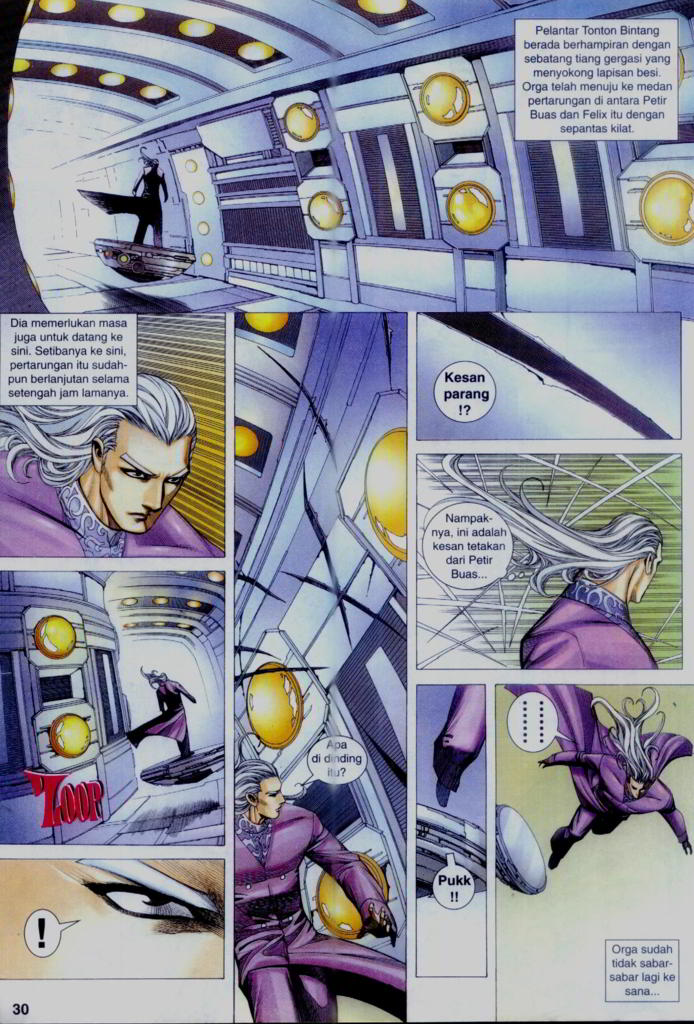 Pelantar Tonton Bintang
berada berhampiran dengan
sebatang tiang gergasi yang
menyokong lapisan besi.
Orga telah menuju ke medan
pertarungan di antara Petir
Buas dan Felix itu dengan
sepantas kilat.
Dia memerlukan masa
juga untuk datang ke
sini. Setibanya ke sini,
pertarungan itu sudah-
pun berlanjutan selama
setengah jam lamanya.
ZOOP
!
Apa
di dinding
itu?
Kesan
parang
!?
Nampak-
nya, ini adalah
kesan tetakan
dari Petir
Buas...
Pukk
!!
Orga sudah
tidak sabar-
sabar lagi ke
sana...
30